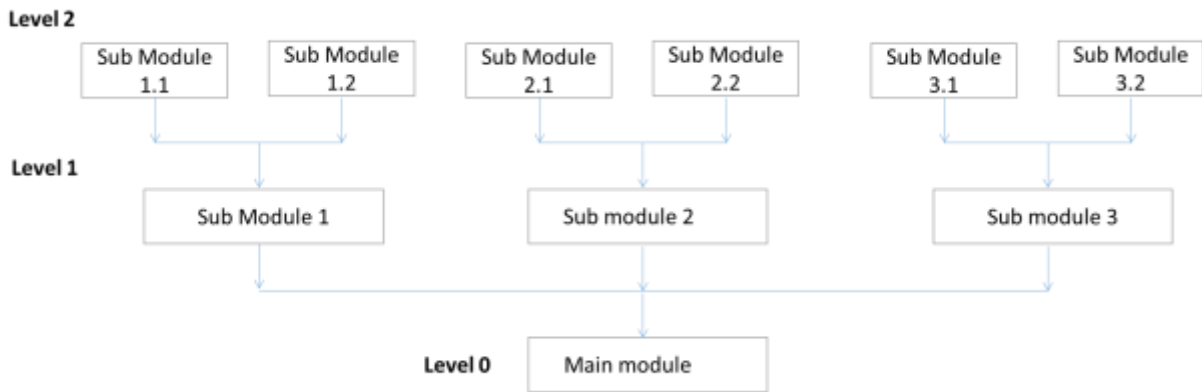 Level 2
Sub Module
1.1
Sub Module
1.2
Sub Module
2.1
Sub Module
2.2
Sub Module
3.1
Sub Module
3.2
Level 1
Sub Module 1
Sub module 2
Sub module 3
Level 0
Main module